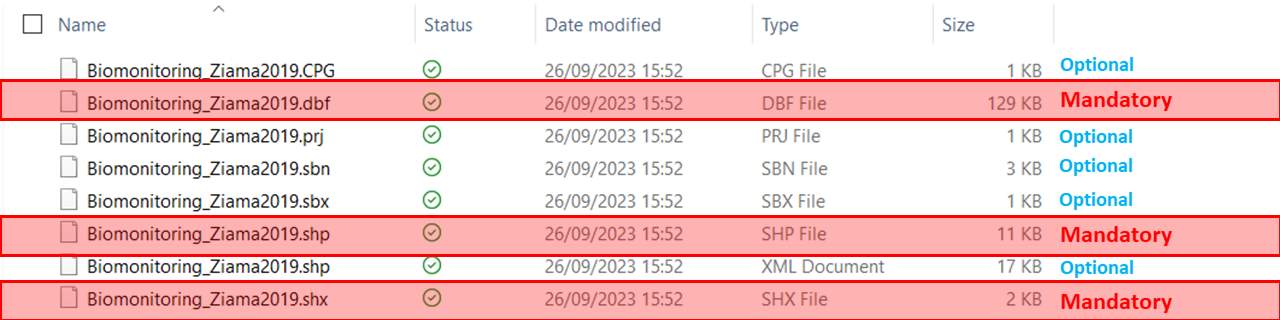 Name Status Date modified Type Size
Biomonitoring_Ziama2019.CPG 26/09/2023 15:52 CPG File 1 KB Optional
Biomonitoring_Ziama2019.dbf 26/09/2023 15:52 DBF File 129 KB Mandatory
Biomonitoring_Ziama2019.prj 26/09/2023 15:52 PRJ File 1 KB Optional
Biomonitoring_Ziama2019.sbn 26/09/2023 15:52 SBN File 3 KB Optional
Biomonitoring_Ziama2019.sbx 26/09/2023 15:52 SBX File 1 KB Optional
Biomonitoring_Ziama2019.shp 26/09/2023 15:52 SHP File 11 KB Mandatory
Biomonitoring_Ziama2019.shp 26/09/2023 15:52 XML Document 17 KB Optional
Biomonitoring_Ziama2019.shx 26/09/2023 15:52 SHX File 2 KB Mandatory